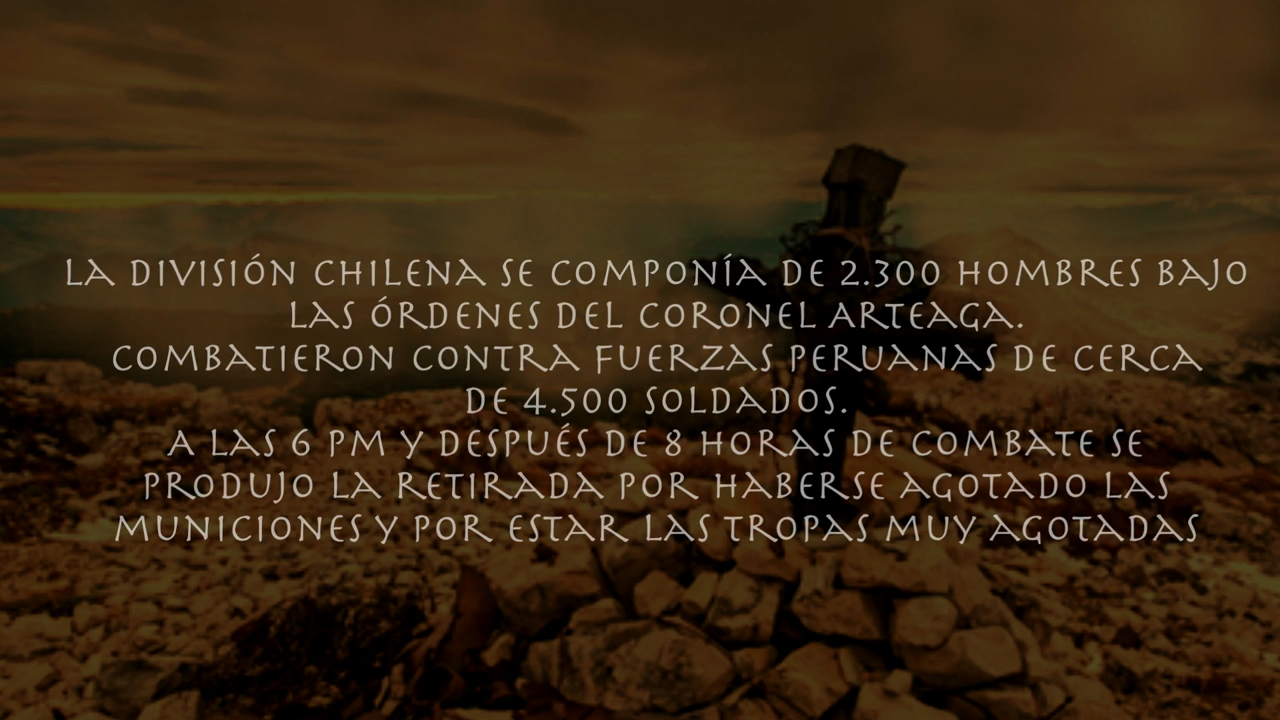 La división chilena se componía de 2.300 hombres bajo
las órdenes del Coronel Arteaga.
Combatieron contra fuerzas peruanas de cerca
de 4.500 soldados.
A las 6 PM y después de 8 horas de combate se
produjo la retirada por haberse agotado las
municiones y por estar las tropas muy agotadas